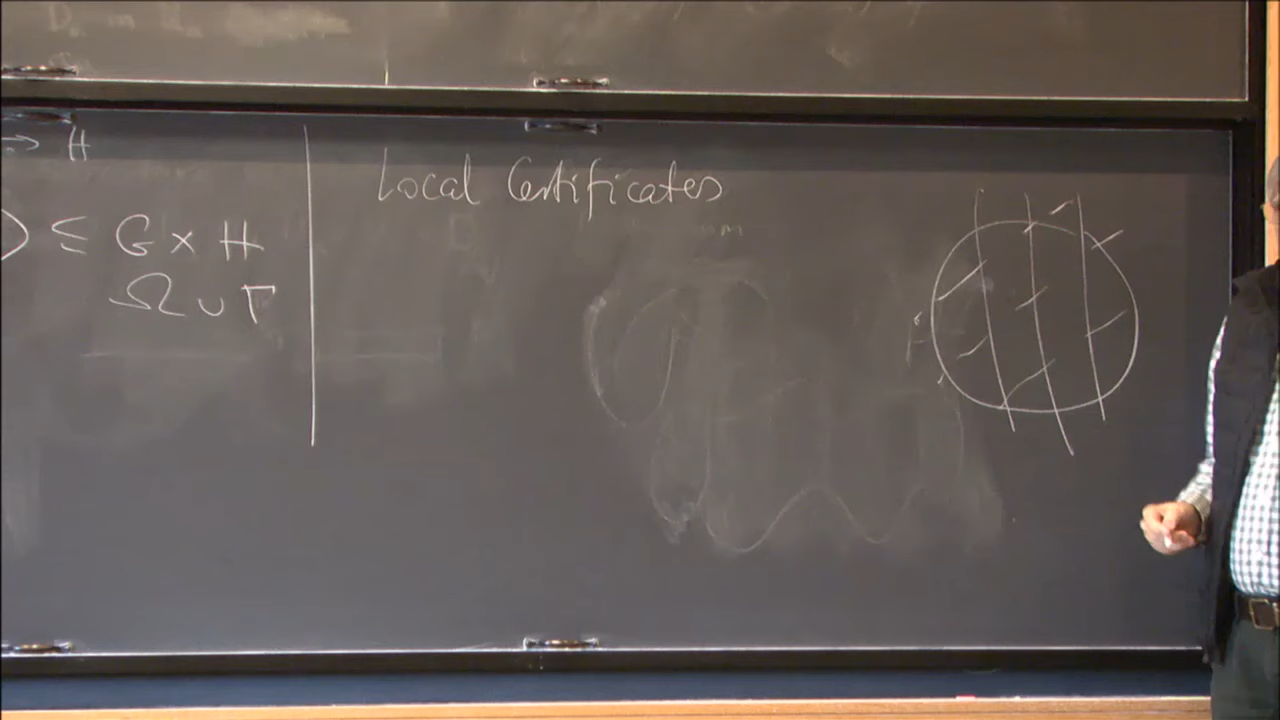 → H
) ≤ G × H
Ω ∪ Γ
Local Certificates